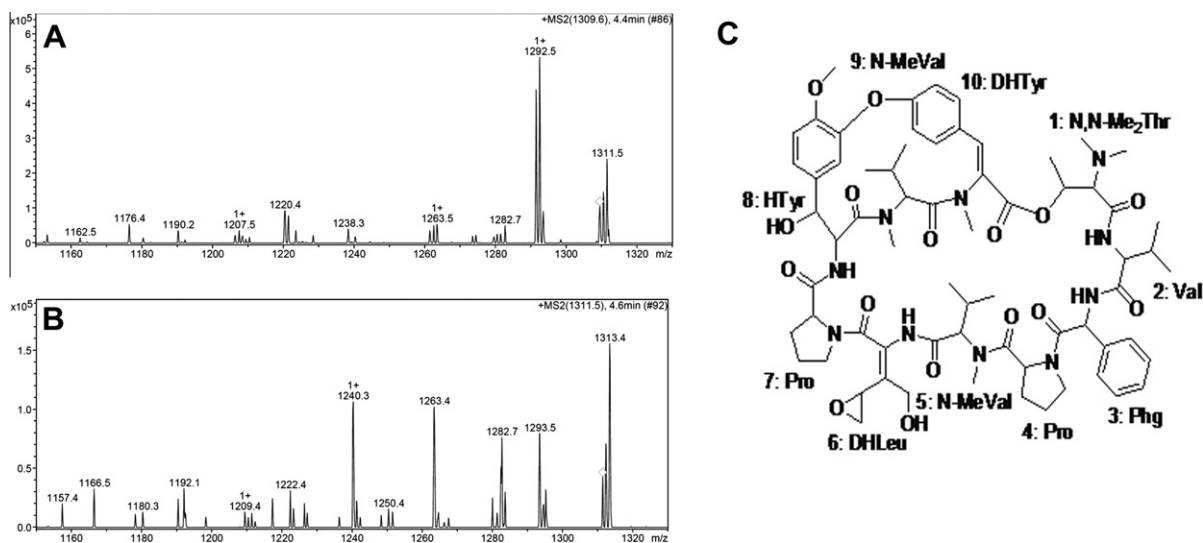 A
+MS2(1309.6), 4.4min (#86)
x10⁵
6
5
4
3
2
1
0
1162.5
1176.4
1190.2
1+
1207.5
1220.4
1238.3
1+
1263.5
1282.7
1+
1292.5
1311.5
1160
1180
1200
1220
1240
1260
1280
1300
1320
m/z
B
+MS2(1311.5), 4.6min (#92)
x10⁵
1.5
1.0
0.5
0.0
1157.4
1166.5
1180.3
1192.1
1+
1209.4
1222.4
1+
1240.3
1250.4
1263.4
1282.7
1293.5
1313.4
1160
1180
1200
1220
1240
1260
1280
1300
1320
m/z
C
9: N-MeVal
10: DHTyr
1: N,N-Me₂Thr
8: HTyr
2: Val
7: Pro
6: DHLeu
5: N-MeVal
4: Pro
3: Phg
O
O
N
HO
O
N
O
N
O
O
O
HN
NH
O
O
H
N
O
O
HN
O
N
O
N
N
O
OH